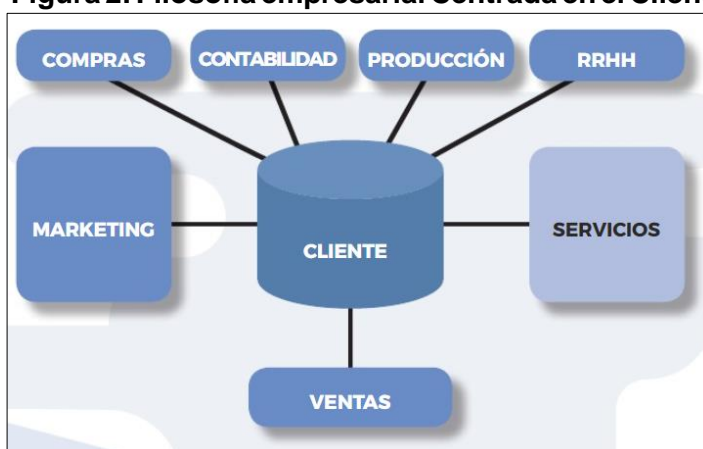 Figura 2: Filosofía empresarial Centrada en el Clien
COMPRAS
CONTABILIDAD
PRODUCCIÓN
RRHH
MARKETING
CLIENTE
SERVICIOS
VENTAS